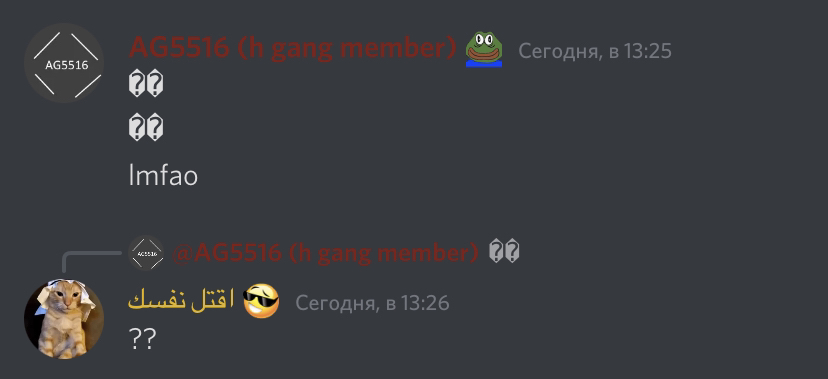 AG5516
AG5516 (h gang member) Сегодня, в 13:25
��
��
lmfao
AG5516
@AG5516 (h gang member) ��
اقتل نفسك Сегодня, в 13:26
??